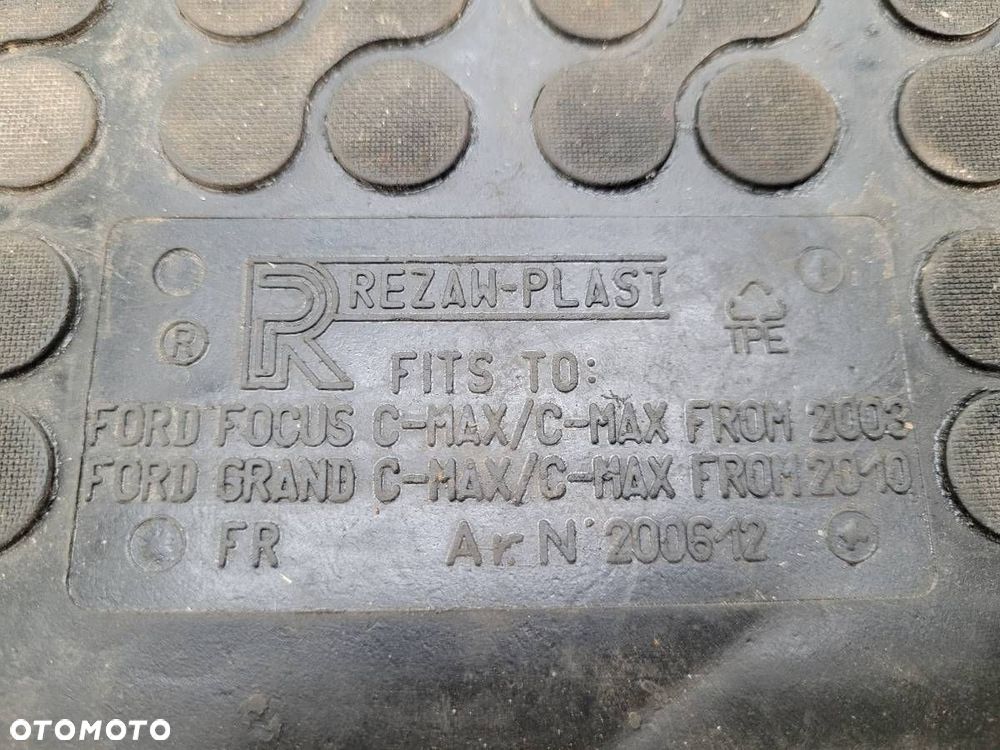 R REZAW-PLAST
®
TPE
FITS TO:
FORD FOCUS C-MAX/C-MAX FROM 2003
FORD GRAND C-MAX/C-MAX FROM 2010
FR Ar.N° 200612
OTOMOTO